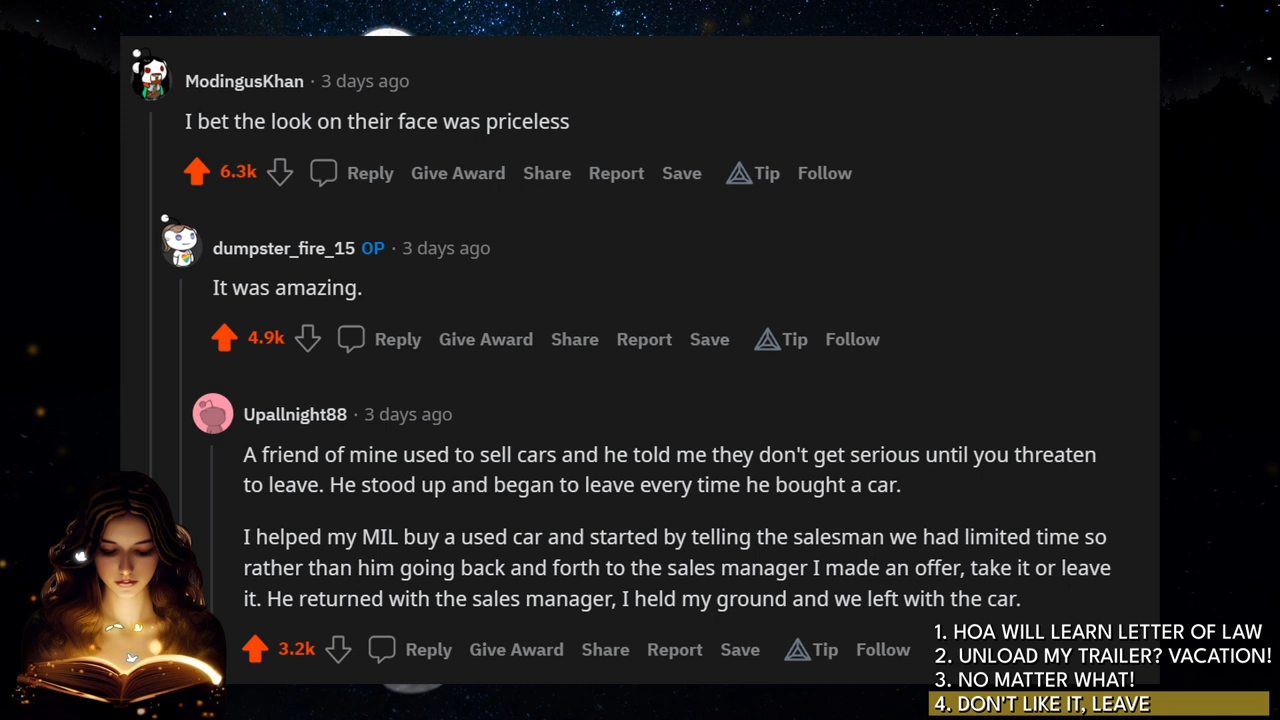 ModingusKhan · 3 days ago
I bet the look on their face was priceless
6.3k Reply Give Award Share Report Save Tip Follow
dumpster_fire_15 OP · 3 days ago
It was amazing.
4.9k Reply Give Award Share Report Save Tip Follow
Upallnight88 · 3 days ago
A friend of mine used to sell cars and he told me they don't get serious until you threaten
to leave. He stood up and began to leave every time he bought a car.
I helped my MIL buy a used car and started by telling the salesman we had limited time so
rather than him going back and forth to the sales manager I made an offer, take it or leave
it. He returned with the sales manager, I held my ground and we left with the car.
3.2k Reply Give Award Share Report Save Tip Follow
1. HOA WILL LEARN LETTER OF LAW
2. UNLOAD MY TRAILER? VACATION!
3. NO MATTER WHAT!
4. DON'T LIKE IT, LEAVE